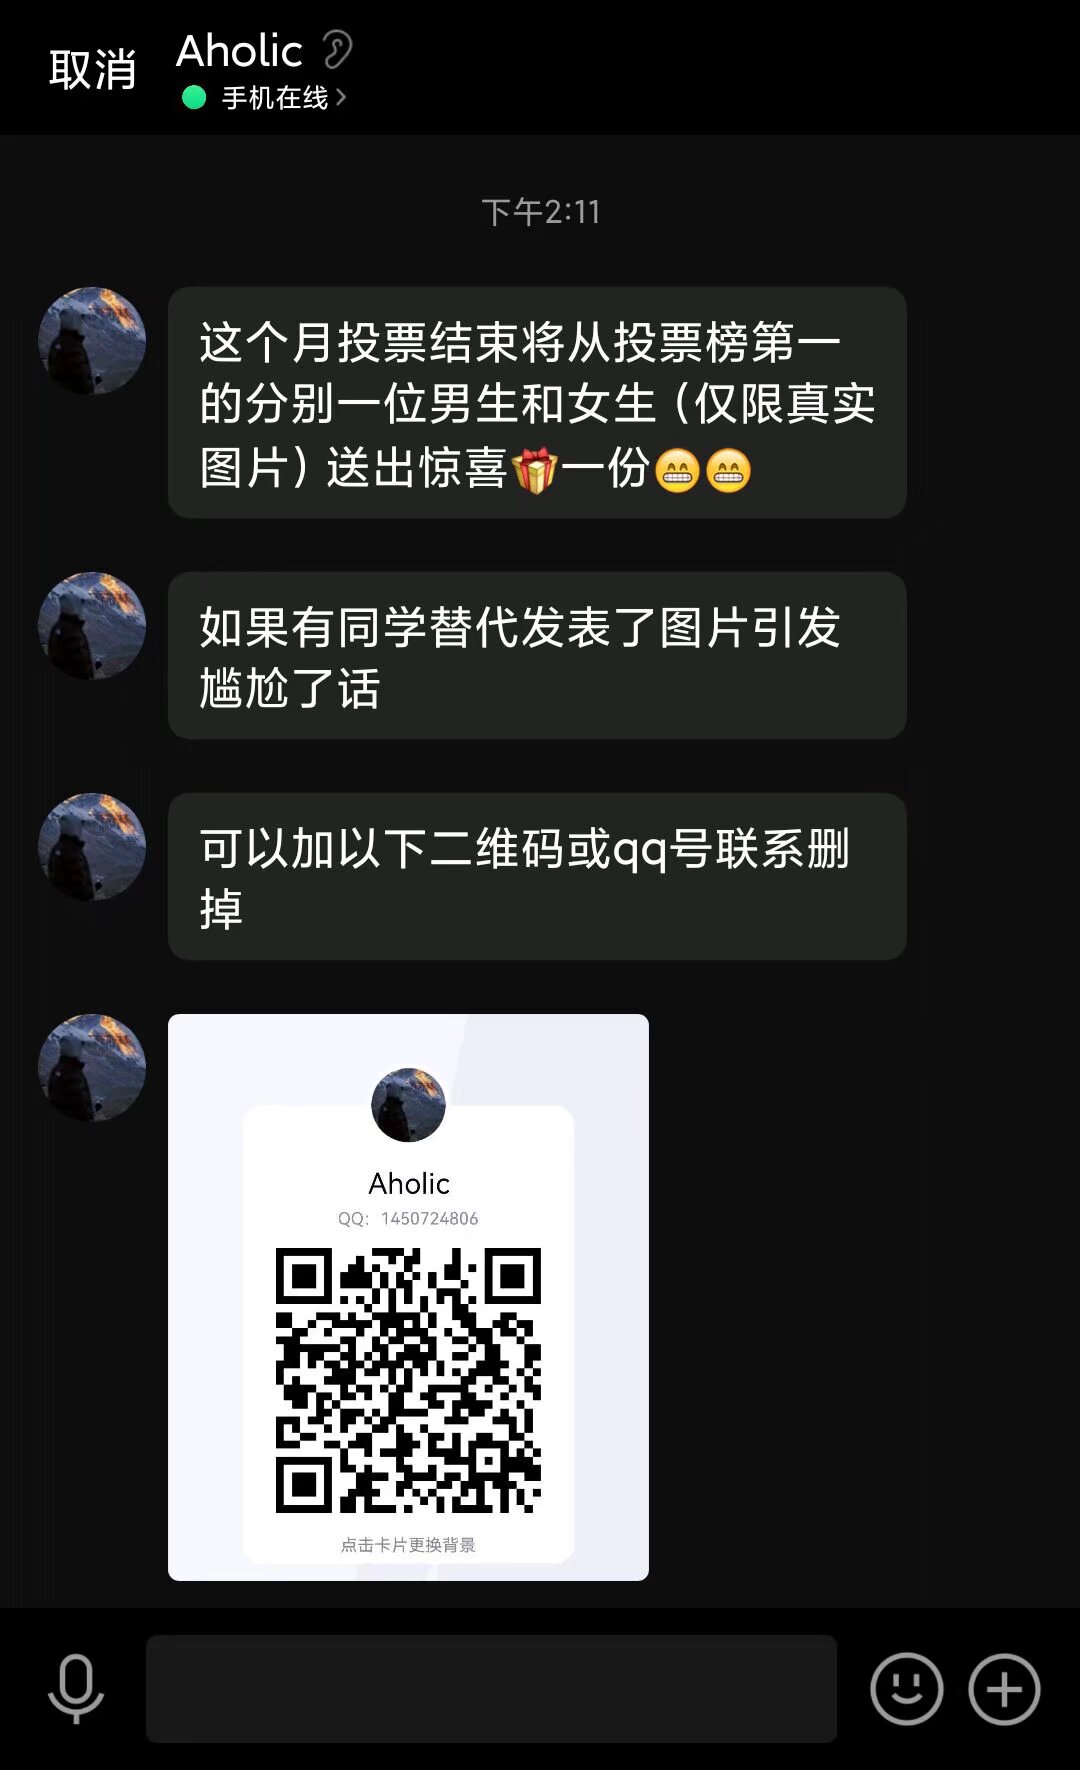 取消
Aholic
手机在线
下午2:11
这个月投票结束将从投票榜第一
的分别一位男生和女生（仅限真实
图片）送出惊喜🎁一份😁😁
如果有同学替代发表了图片引发
尴尬了话
可以加以下二维码或qq号联系删
掉
Aholic
QQ：1450724806
点击卡片更换背景